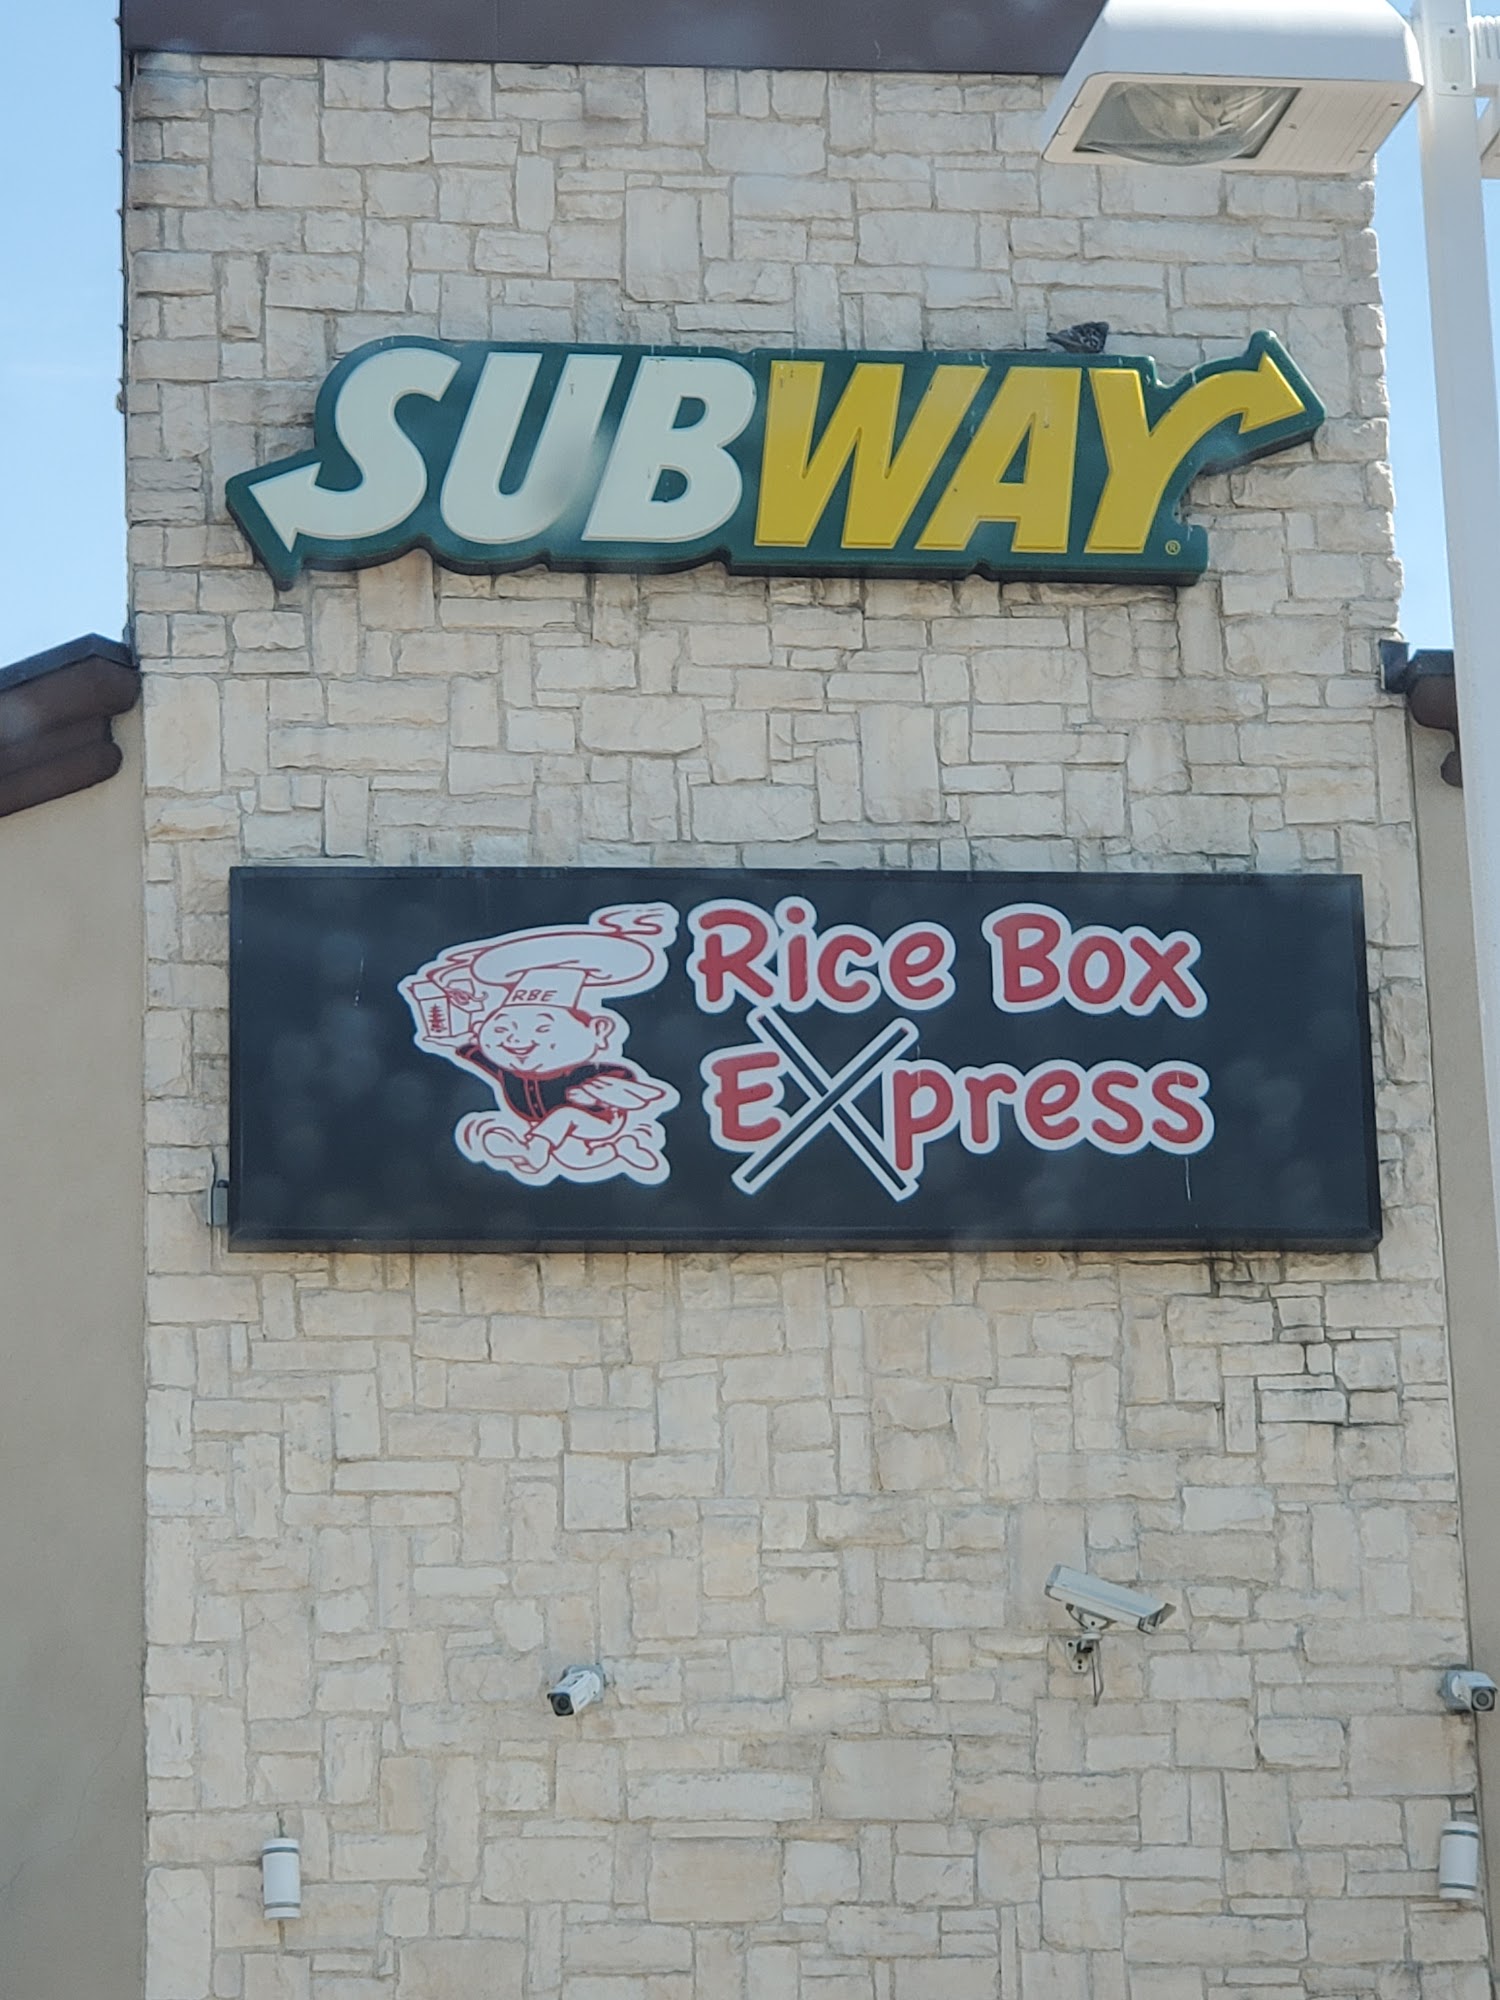 SUBWAY®
RBE
Rice Box
Express